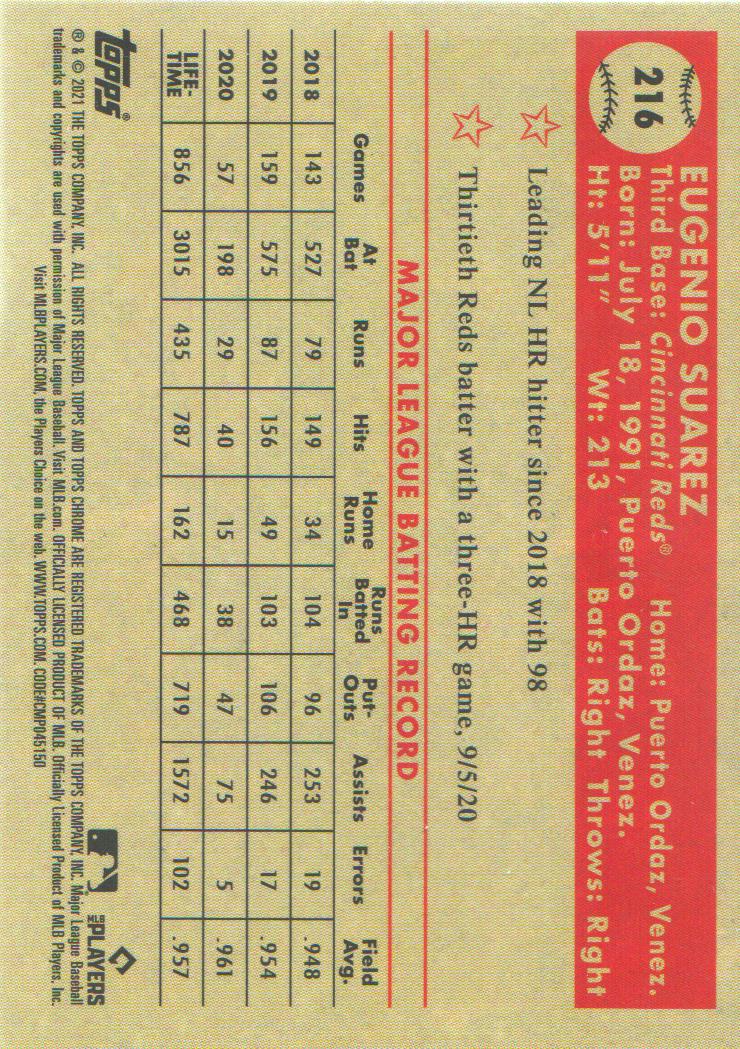 216
EUGENIO SUAREZ
Third Base: Cincinnati Reds® Home: Puerto Ordaz, Venez.
Born: July 18, 1991, Puerto Ordaz, Venez.
Ht: 5'11" Wt: 213 Bats: Right Throws: Right
☆ Leading NL HR hitter since 2018 with 98
☆ Thirtieth Reds batter with a three-HR game, 9/5/20
MAJOR LEAGUE BATTING RECORD
Games At Bat Runs Hits Home Runs Runs Batted In Put-Outs Assists Errors Field Avg.
2018 143 527 79 149 34 104 96 253 19 .948
2019 159 575 87 156 49 103 106 246 17 .954
2020 57 198 29 40 15 38 47 75 5 .961
LIFE-TIME 856 3015 435 787 162 468 719 1572 102 .957
topps®
MLB PLAYERS
® & © 2021 THE TOPPS COMPANY, INC. ALL RIGHTS RESERVED. TOPPS AND TOPPS CHROME ARE REGISTERED TRADEMARKS OF THE TOPPS COMPANY, INC. Major League Baseball
trademarks and copyrights are used with permission of Major League Baseball. Visit MLB.com. OFFICIALLY LICENSED PRODUCT OF MLB. Officially Licensed Product of MLB Players, Inc.
Visit MLBPLAYERS.COM, the Players Choice on the web. WWW.TOPPS.COM. CODE#CMP045150